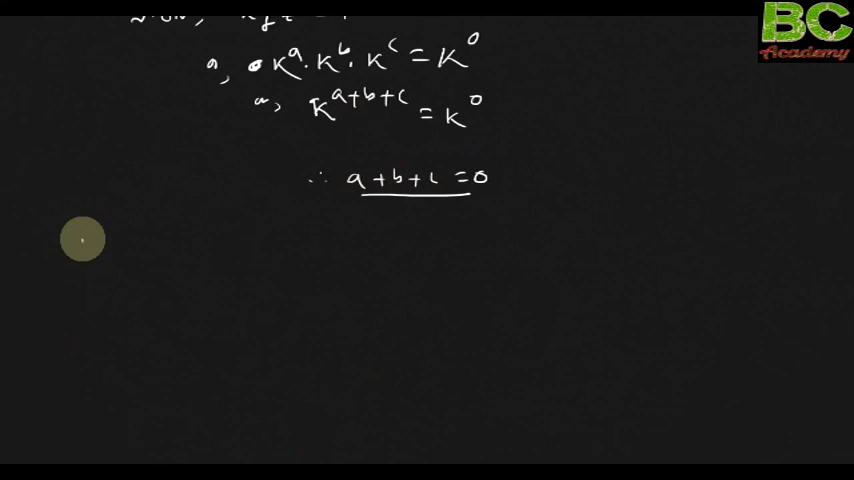 BC
Academy
K^a · K^b · K^c = K^0
K^{a+b+c} = K^0
∴ a + b + c = 0